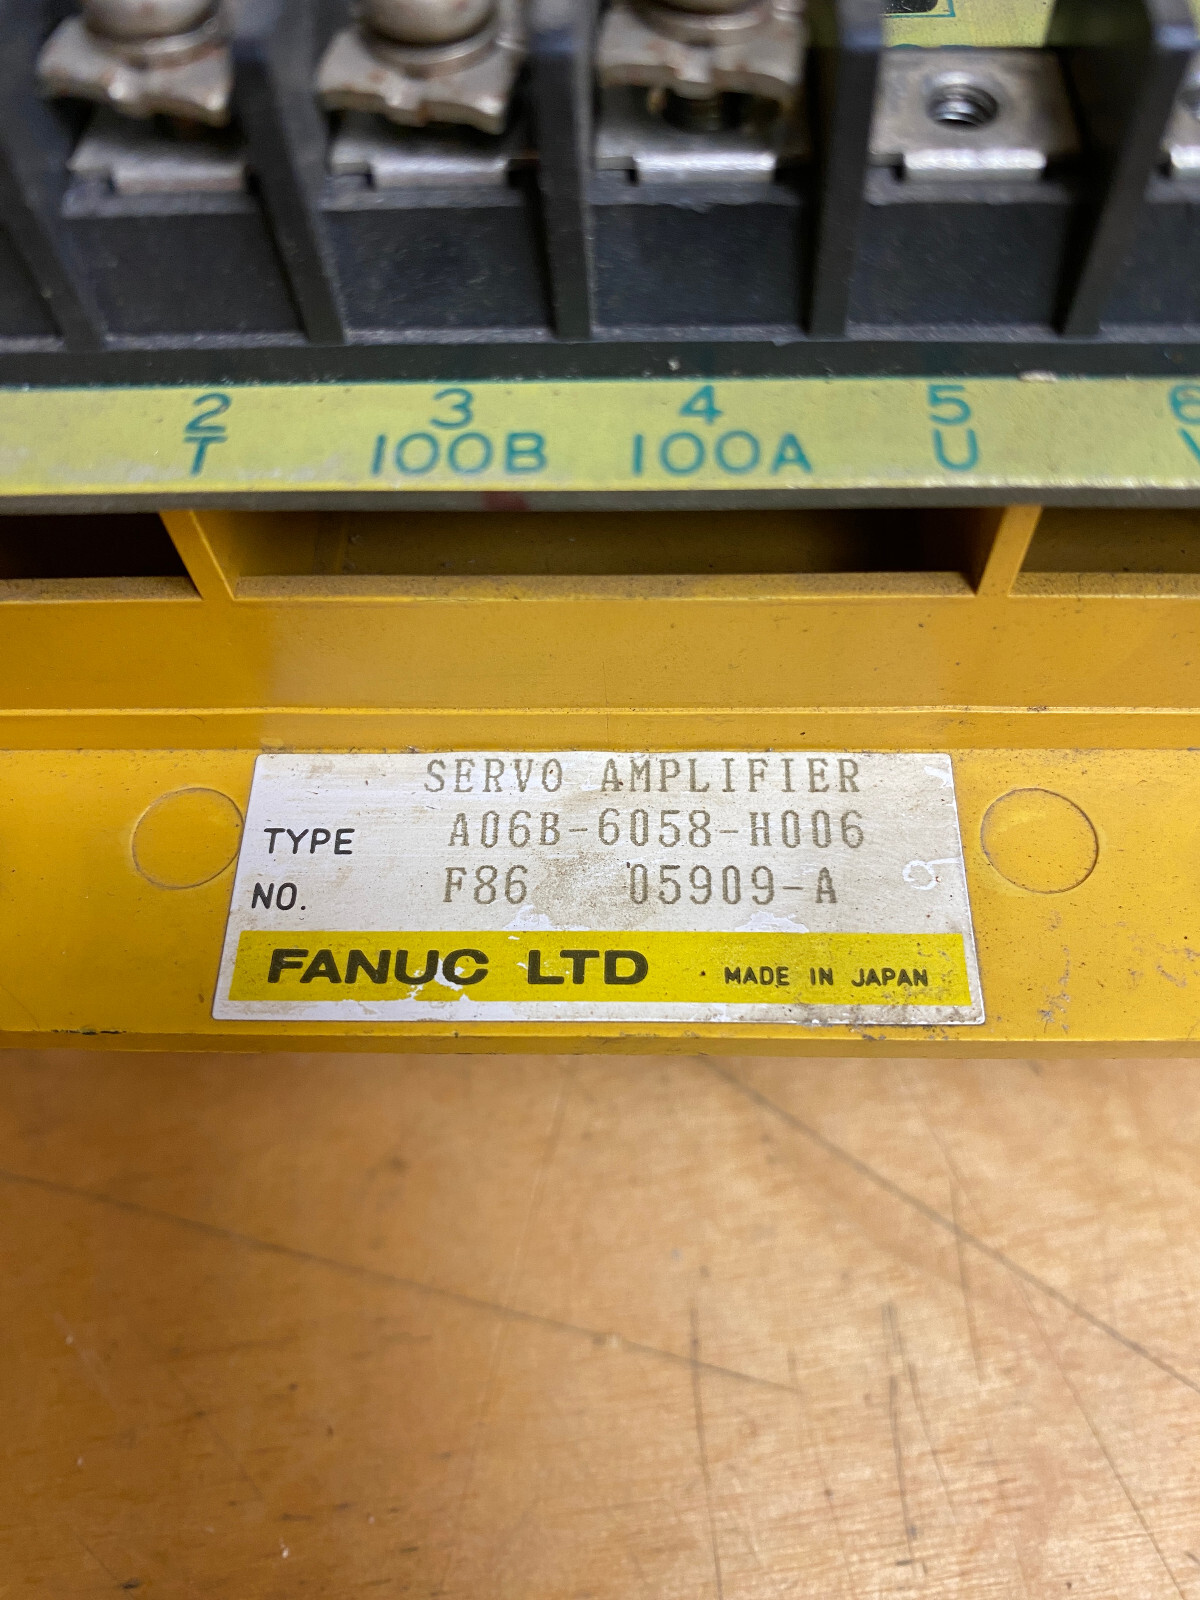 2 3 4 5 6
T 100B 100A U
SERVO AMPLIFIER
TYPE A06B-6058-H006
NO. F86 05909-A
FANUC LTD MADE IN JAPAN